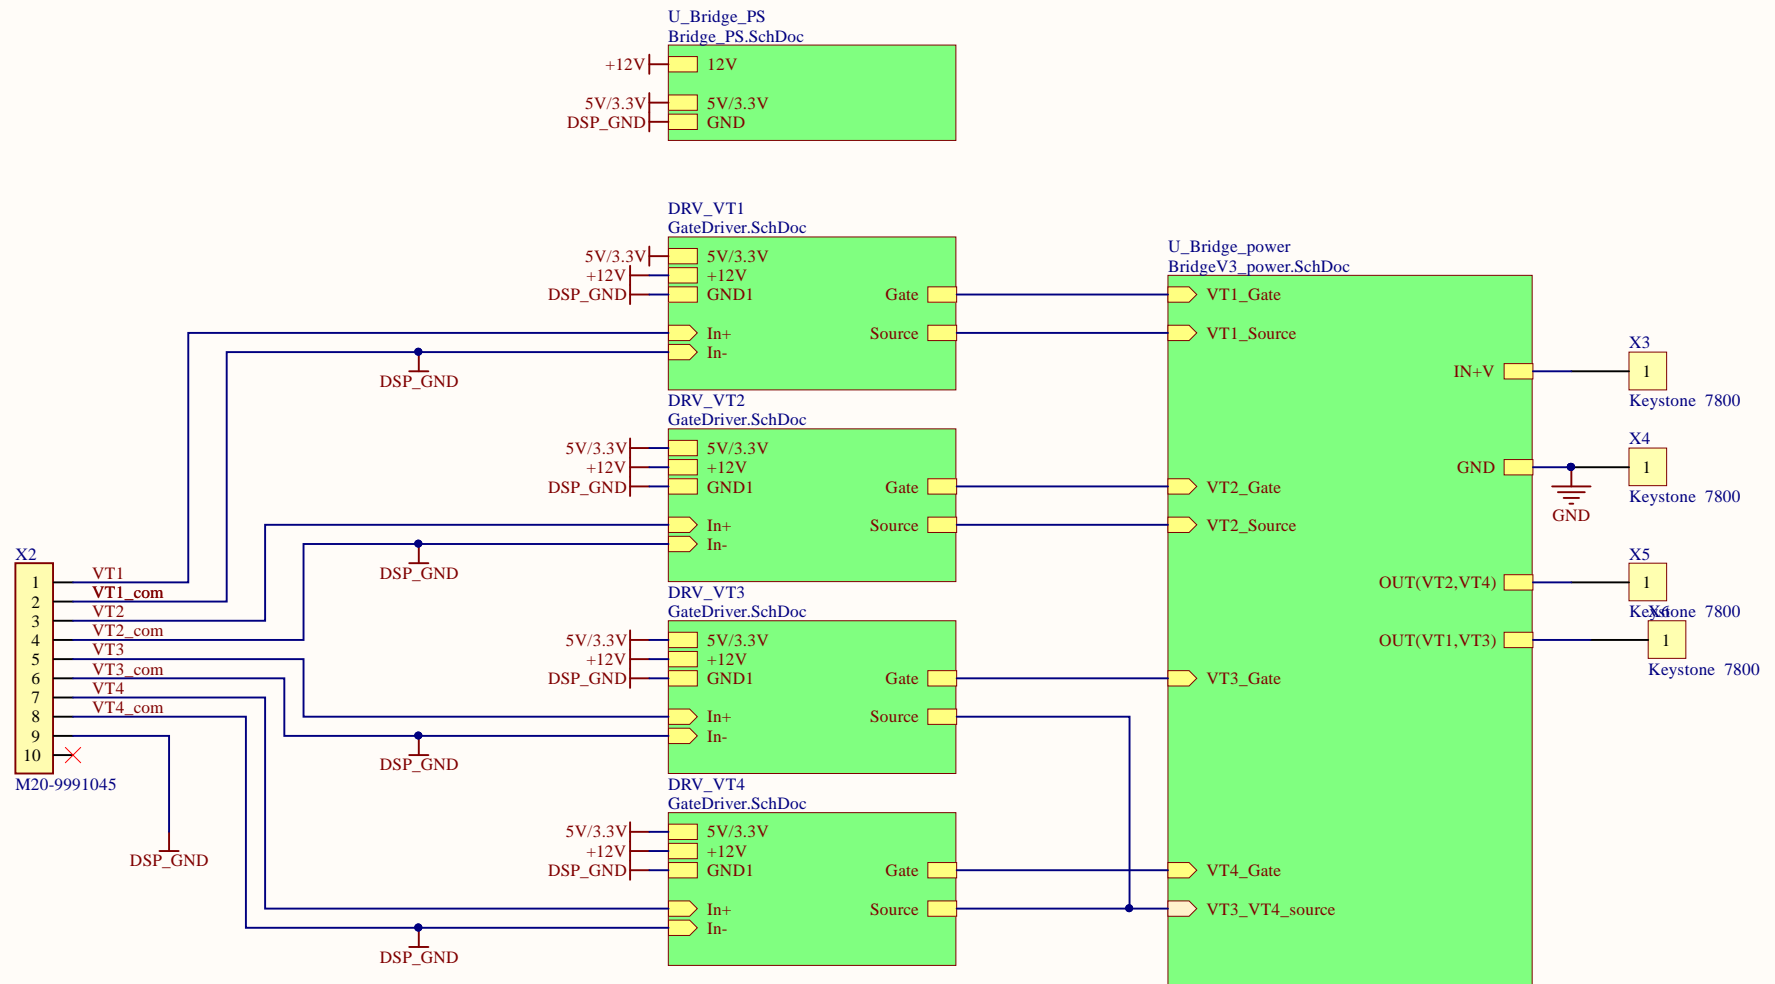 U_Bridge_PS
Bridge_PS.SchDoc
+12V 12V
5V/3.3V 5V/3.3V
DSP_GND GND
DRV_VT1
GateDriver.SchDoc
5V/3.3V 5V/3.3V
+12V +12V
DSP_GND GND1
Gate
In+
Source
In-
DSP_GND
DRV_VT2
GateDriver.SchDoc
5V/3.3V 5V/3.3V
+12V +12V
DSP_GND GND1
Gate
In+
Source
In-
DSP_GND
DRV_VT3
GateDriver.SchDoc
5V/3.3V 5V/3.3V
+12V +12V
DSP_GND GND1
Gate
In+
Source
In-
DSP_GND
DRV_VT4
GateDriver.SchDoc
5V/3.3V 5V/3.3V
+12V +12V
DSP_GND GND1
Gate
In+
Source
In-
DSP_GND
X2
1 VT1
2 VT1_com
3 VT2
4 VT2_com
5 VT3
6 VT3_com
7 VT4
8 VT4_com
9
10
M20-9991045
DSP_GND
U_Bridge_power
BridgeV3_power.SchDoc
VT1_Gate
VT1_Source
IN+V
VT2_Gate
GND
VT2_Source
OUT(VT2,VT4)
OUT(VT1,VT3)
VT3_Gate
VT4_Gate
VT3_VT4_source
X3
1
Keystone 7800
X4
1
Keystone 7800
GND
X5
1
Keystone 7800
X6
1
Keystone 7800